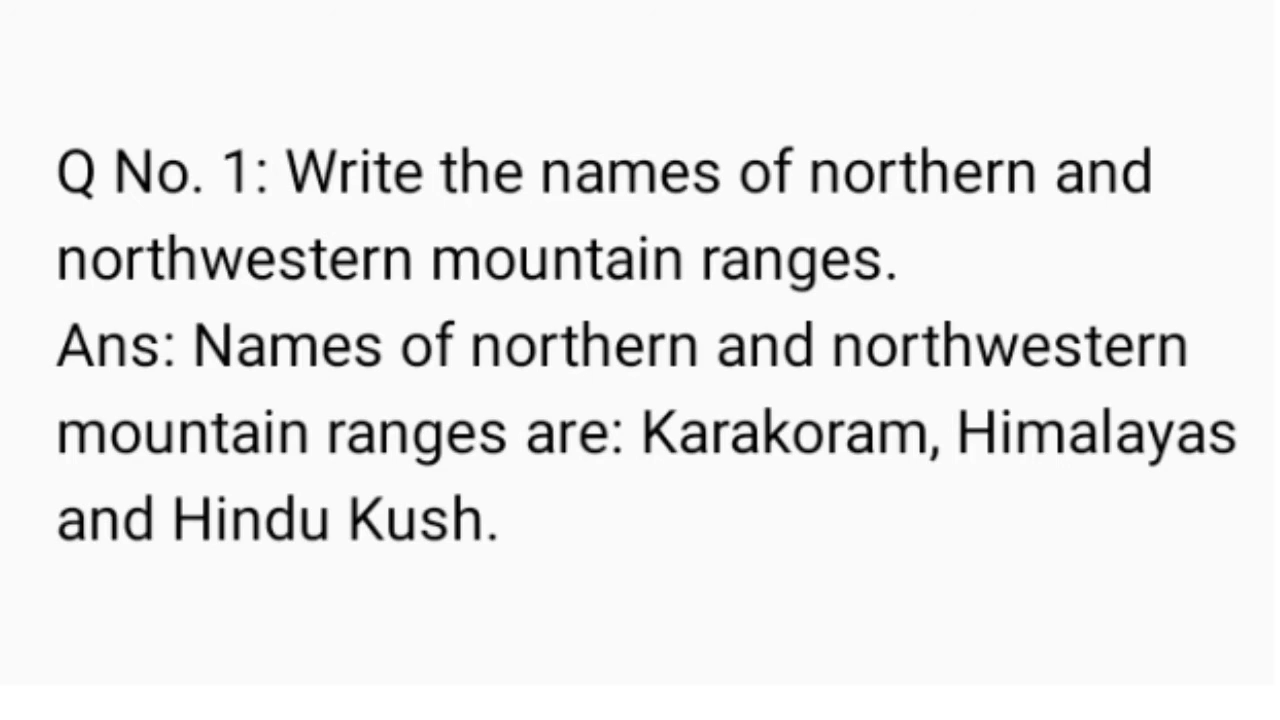 Q No. 1: Write the names of northern and
northwestern mountain ranges.
Ans: Names of northern and northwestern
mountain ranges are: Karakoram, Himalayas
and Hindu Kush.